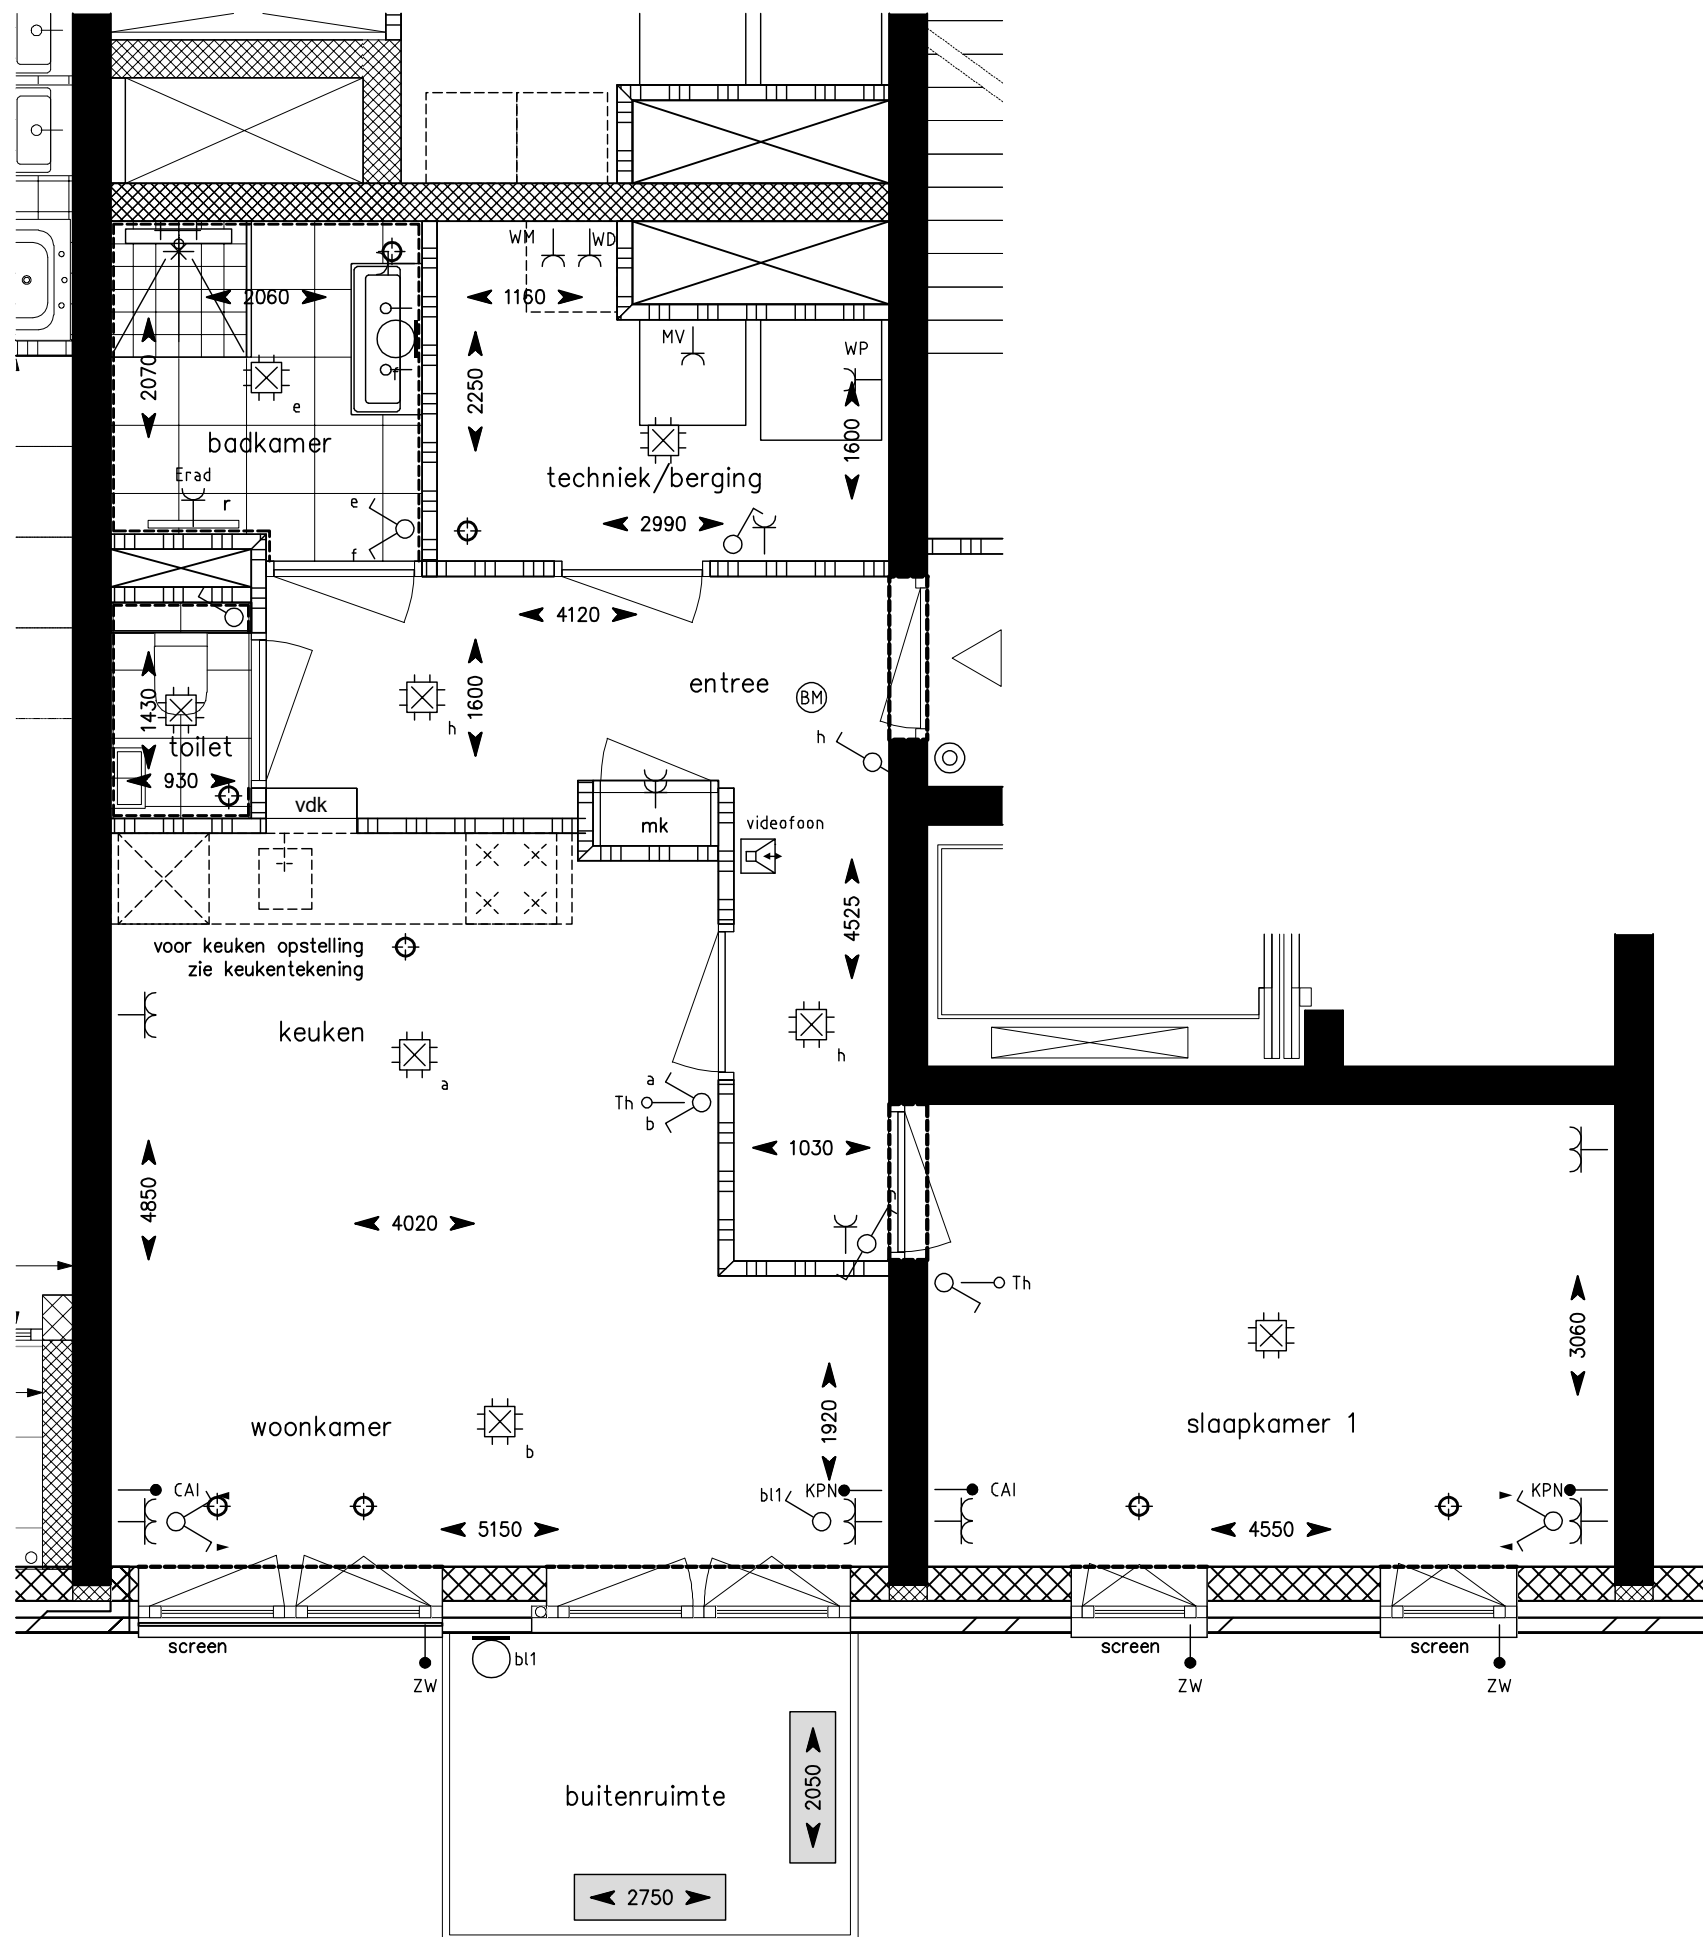 WM
WD
2060
1160
MV
WP
2070
2250
f
e
1600
badkamer
Erad
techniek/berging
r
e
2990
f
4120
entree
BM
1430
1600
h
h
toilet
930
vdk
mk
videofoon
4525
voor keuken opstelling
zie keukentekening
keuken
a
h
a
Th
b
4850
1030
g
4020
Th
3060
1920
woonkamer
b
slaapkamer 1
CAI
bl1
KPN
CAI
KPN
5150
4550
screen
screen
screen
bl1
ZW
ZW
ZW
2050
buitenruimte
2750